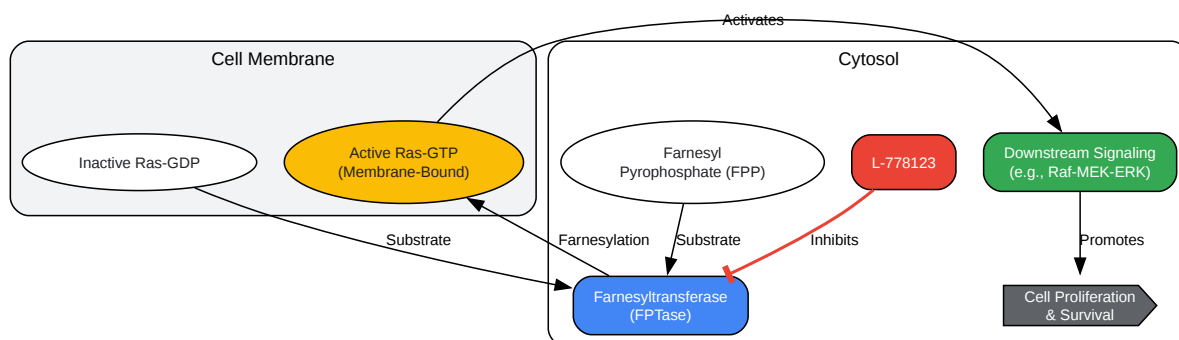 Activates
Cell Membrane
Cytosol
Inactive Ras-GDP
Active Ras-GTP
(Membrane-Bound)
Farnesyl
Pyrophosphate (FPP)
L-778123
Downstream Signaling
(e.g., Raf-MEK-ERK)
Substrate
Farnesylation
Substrate
Inhibits
Promotes
Farnesyltransferase
(FPTase)
Cell Proliferation
& Survival